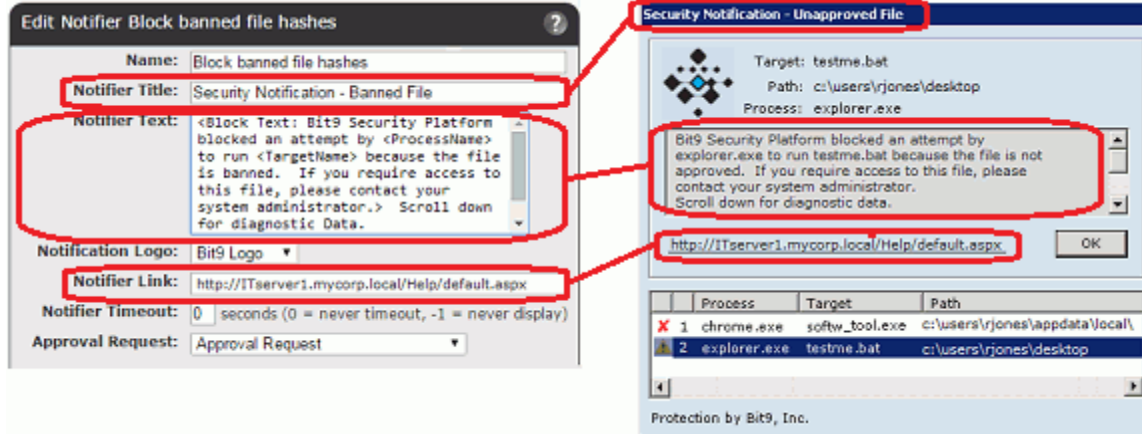 Edit Notifier Block banned file hashes
?
Name: Block banned file hashes
Notifier Title: Security Notification - Banned File
Notifier Text: <Block Text: Bit9 Security Platform
blocked an attempt by <ProcessName>
to run <TargetName> because the file
is banned. If you require access to
this file, please contact your
system administrator.> Scroll down
for diagnostic Data.
Notification Logo: Bit9 Logo
Notifier Link: http://ITserver1.mycorp.local/Help/default.aspx
Notifier Timeout: 0 seconds (0 = never timeout, -1 = never display)
Approval Request: Approval Request
Security Notification - Unapproved File
Target: testme.bat
Path: c:\users\rjones\desktop
Process: explorer.exe
Bit9 Security Platform blocked an attempt by
explorer.exe to run testme.bat because the file is not
approved. If you require access to this file, please
contact your system administrator.
Scroll down for diagnostic data.
http://ITserver1.mycorp.local/Help/default.aspx
OK
Process Target Path
1 chrome.exe softw_tool.exe c:\users\rjones\appdata\local\
2 explorer.exe testme.bat c:\users\rjones\desktop
Protection by Bit9, Inc.